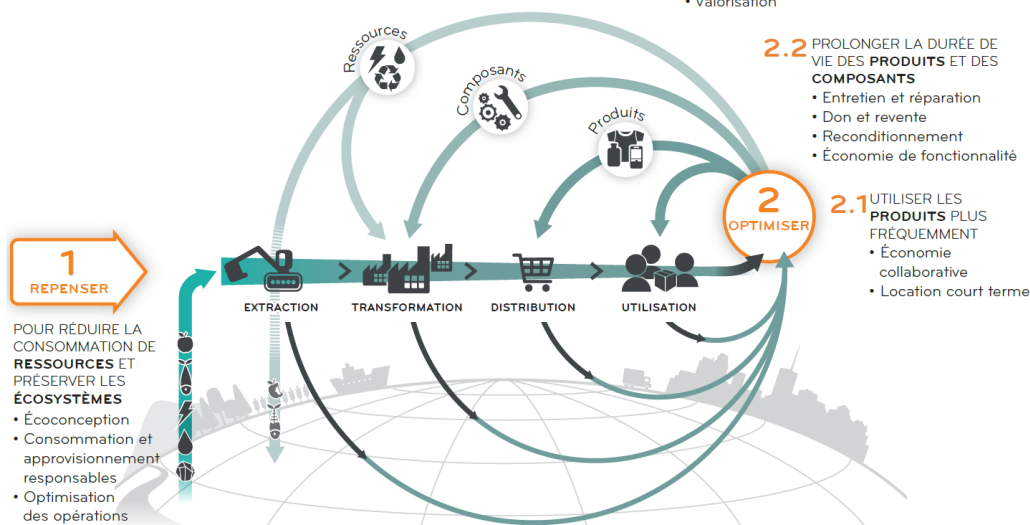 • Valorisation
Ressources
Composants
Produits
2.2 PROLONGER LA DURÉE DE
VIE DES PRODUITS ET DES
COMPOSANTS
• Entretien et réparation
• Don et revente
• Reconditionnement
• Économie de fonctionnalité
2
OPTIMISER
2.1 UTILISER LES
PRODUITS PLUS
FRÉQUEMMENT
• Économie
collaborative
• Location court terme
1
REPENSER
EXTRACTION
TRANSFORMATION
DISTRIBUTION
UTILISATION
POUR RÉDUIRE LA
CONSOMMATION DE
RESSOURCES ET
PRÉSERVER LES
ÉCOSYSTÈMES
• Écoconception
• Consommation et
approvisionnement
responsables
• Optimisation
des opérations